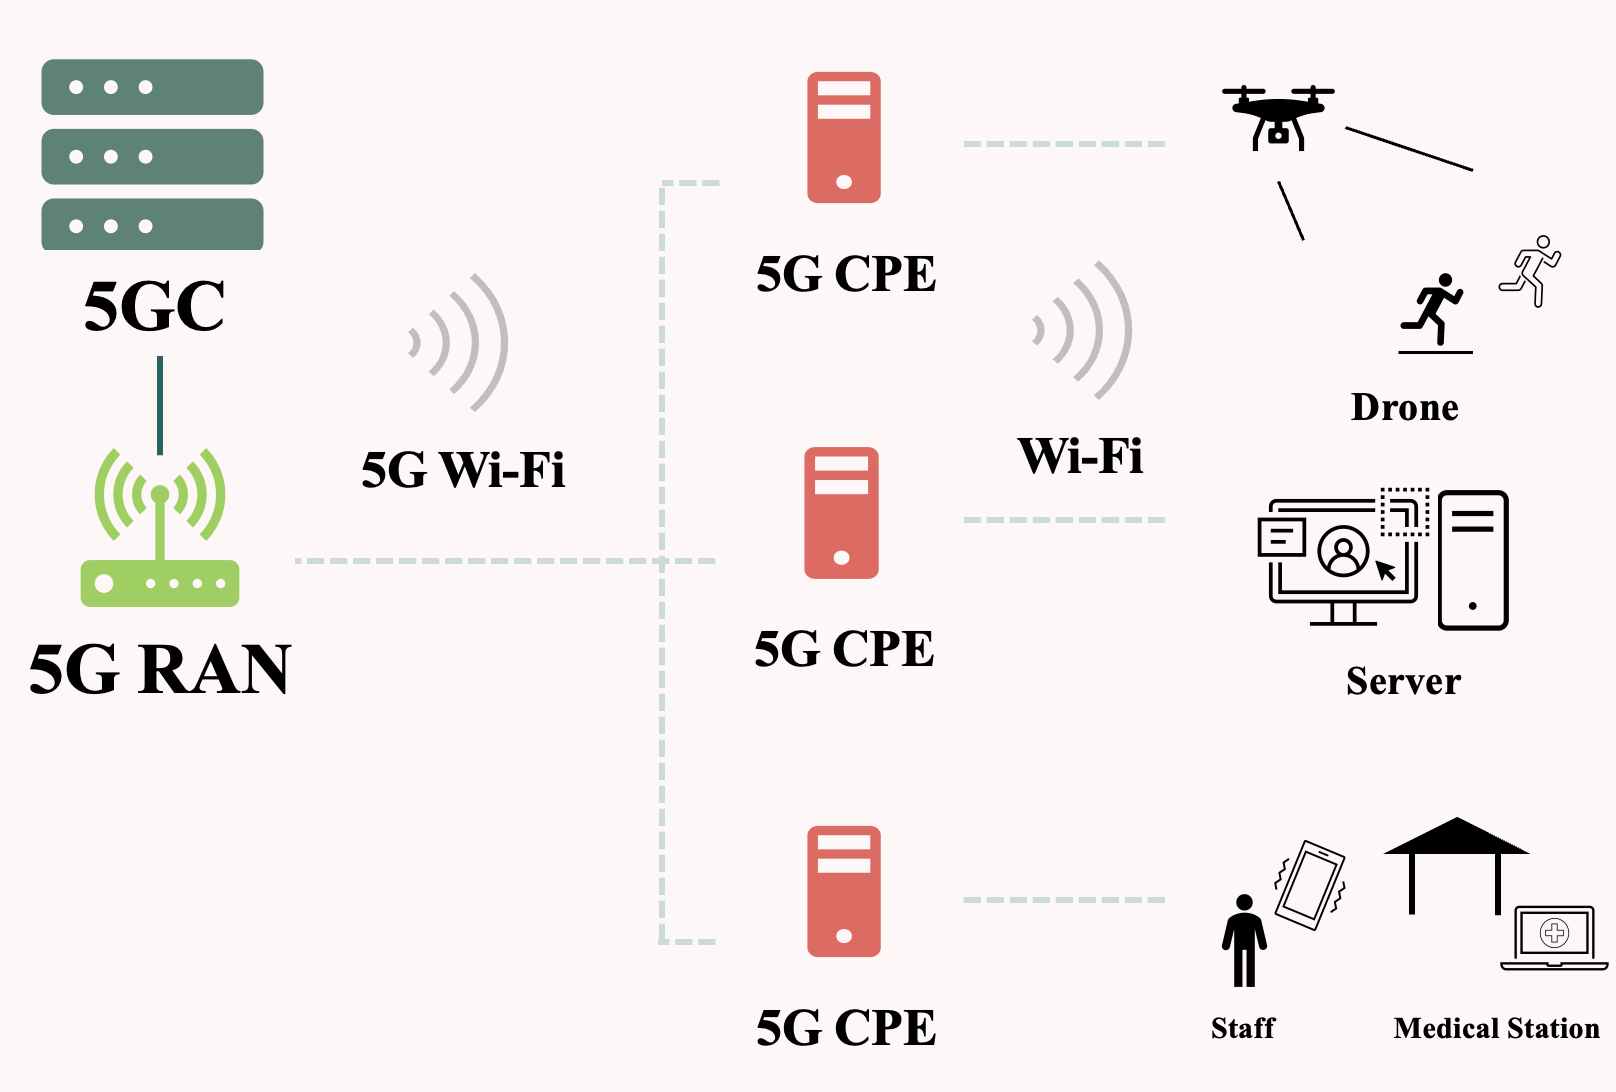 5GC
5G RAN
5G Wi-Fi
5G CPE
5G CPE
5G CPE
Wi-Fi
Drone
Server
Staff
Medical Station